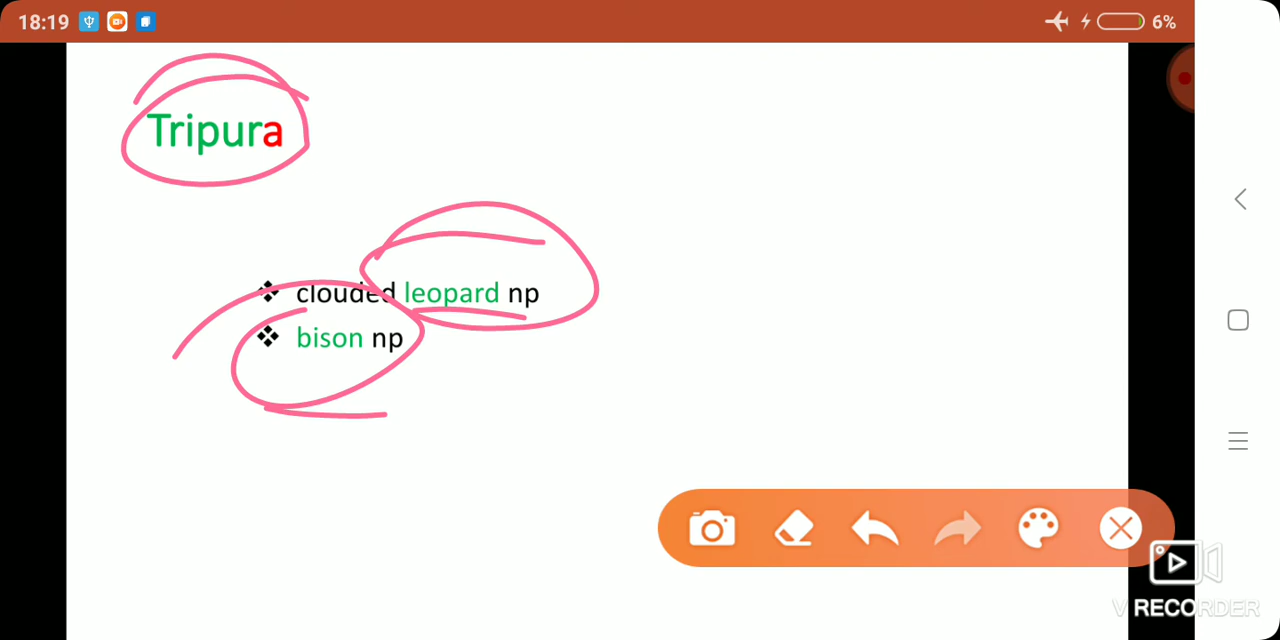 18:19 6%
Tripura
❖ clouded leopard np
❖ bison np
V RECORDER